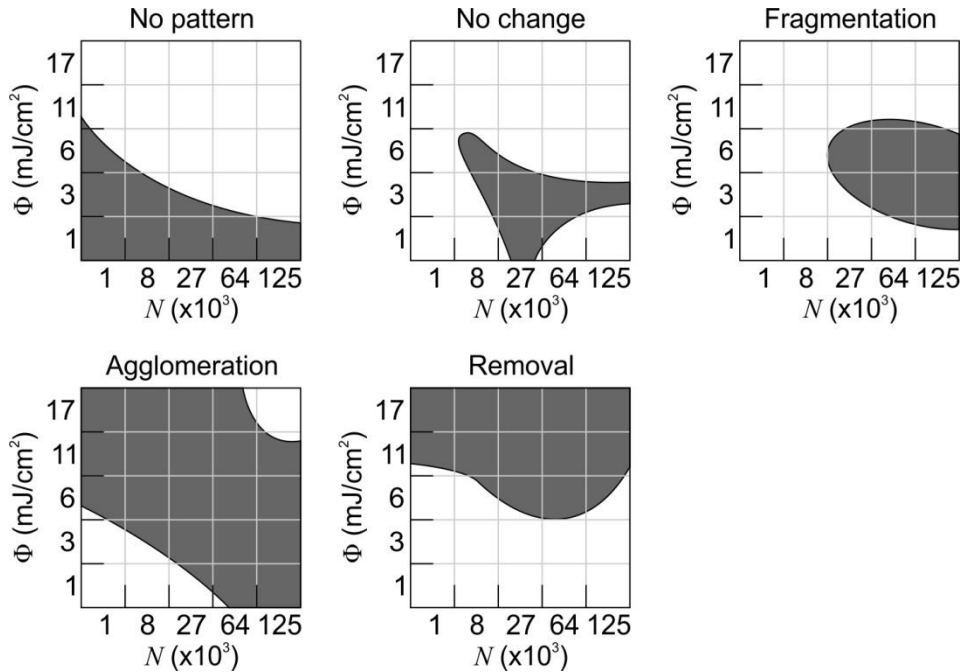 No pattern
Φ (mJ/cm²)
17
11
6
3
1
1 8 27 64 125
N (x10³)
No change
Φ (mJ/cm²)
17
11
6
3
1
1 8 27 64 125
N (x10³)
Fragmentation
Φ (mJ/cm²)
17
11
6
3
1
1 8 27 64 125
N (x10³)
Agglomeration
Φ (mJ/cm²)
17
11
6
3
1
1 8 27 64 125
N (x10³)
Removal
Φ (mJ/cm²)
17
11
6
3
1
1 8 27 64 125
N (x10³)